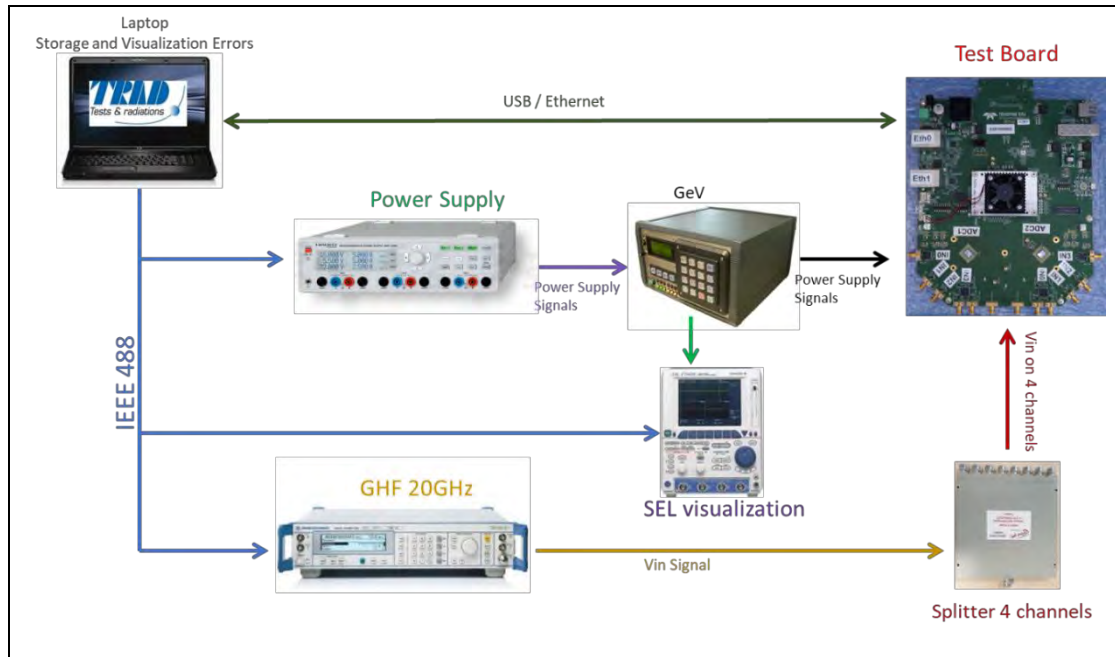 Laptop
Storage and Visualization Errors
TRAD
Tests & radiations
USB / Ethernet
Test Board
Eth0
Eth1
ADC1
ADC2
IN0
IN3
Power Supply
GeV
Power Supply
Signals
Power Supply
Signals
IEEE 488
Vin on 4
channels
GHF 20GHz
SEL visualization
Vin Signal
Splitter 4 channels